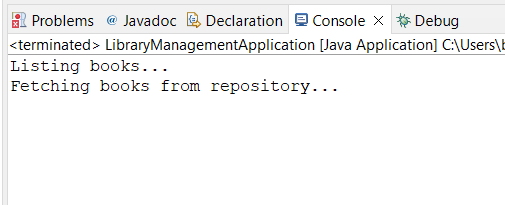 Problems @ Javadoc Declaration Console Debug
<terminated> LibraryManagementApplication [Java Application] C:\Users\
Listing books...
Fetching books from repository...